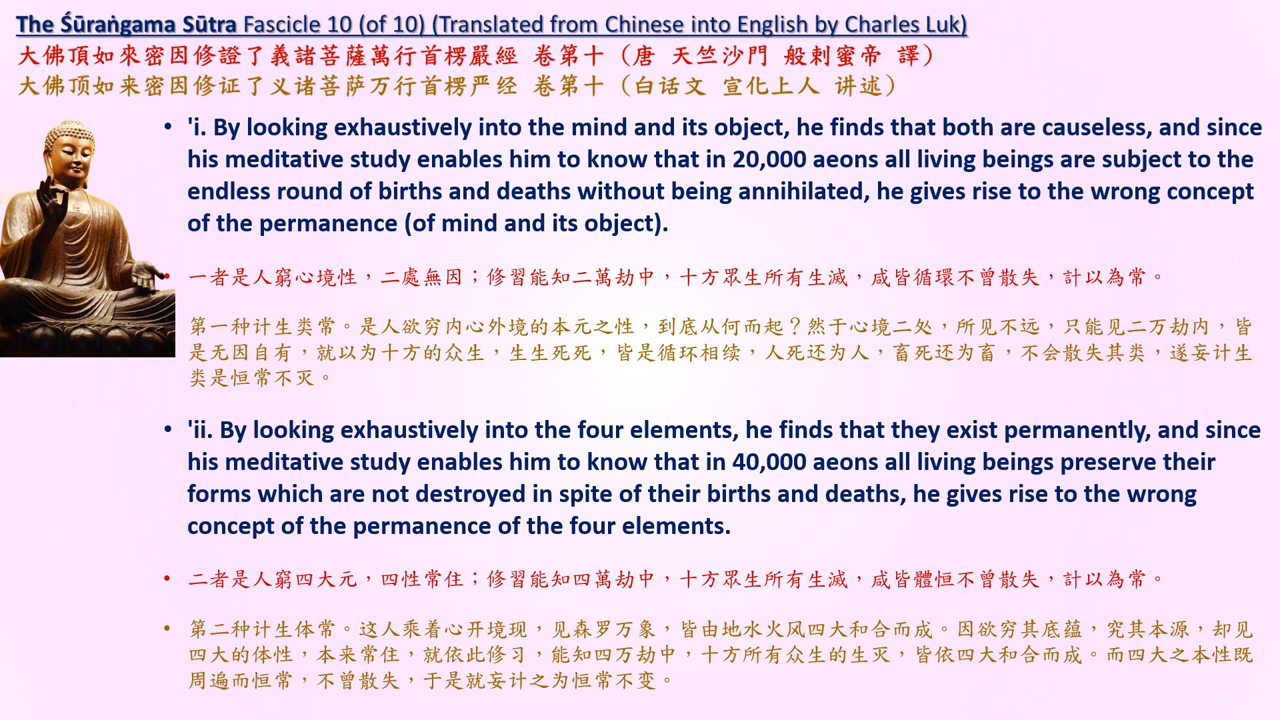 The Śūraṅgama Sūtra Fascicle 10 (of 10) (Translated from Chinese into English by Charles Luk)
大佛頂如來密因修證了義諸菩薩萬行首楞嚴經 卷第十（唐 天竺沙門 般剌蜜帝 譯）
大佛顶如来密因修证了义诸菩萨万行首楞严经 卷第十（白话文 宣化上人 讲述）
• 'i. By looking exhaustively into the mind and its object, he finds that both are causeless, and since
his meditative study enables him to know that in 20,000 aeons all living beings are subject to the
endless round of births and deaths without being annihilated, he gives rise to the wrong concept
of the permanence (of mind and its object).
• 一者是人窮心境性，二處無因；修習能知二萬劫中，十方眾生所有生滅，咸皆循環不曾散失，計以為常。
第一种计生类常。是人欲穷内心外境的本元之性，到底从何而起？然于心境二处，所见不远，只能见二万劫内，皆
是无因自有，就以为十方的众生，生生死死，皆是循环相续，人死还为人，畜死还为畜，不会散失其类，遂妄计生
类是恒常不灭。
• 'ii. By looking exhaustively into the four elements, he finds that they exist permanently, and since
his meditative study enables him to know that in 40,000 aeons all living beings preserve their
forms which are not destroyed in spite of their births and deaths, he gives rise to the wrong
concept of the permanence of the four elements.
• 二者是人窮四大元，四性常住；修習能知四萬劫中，十方眾生所有生滅，咸皆體恒不曾散失，計以為常。
• 第二种计生体常。这人乘着心开境现，见森罗万象，皆由地水火风四大和合而成。因欲穷其底蕴，究其本源，却见
四大的体性，本来常住，就依此修习，能知四万劫中，十方所有众生的生灭，皆依四大和合而成。而四大之本性既
周遍而恒常，不曾散失，于是就妄计之为恒常不变。